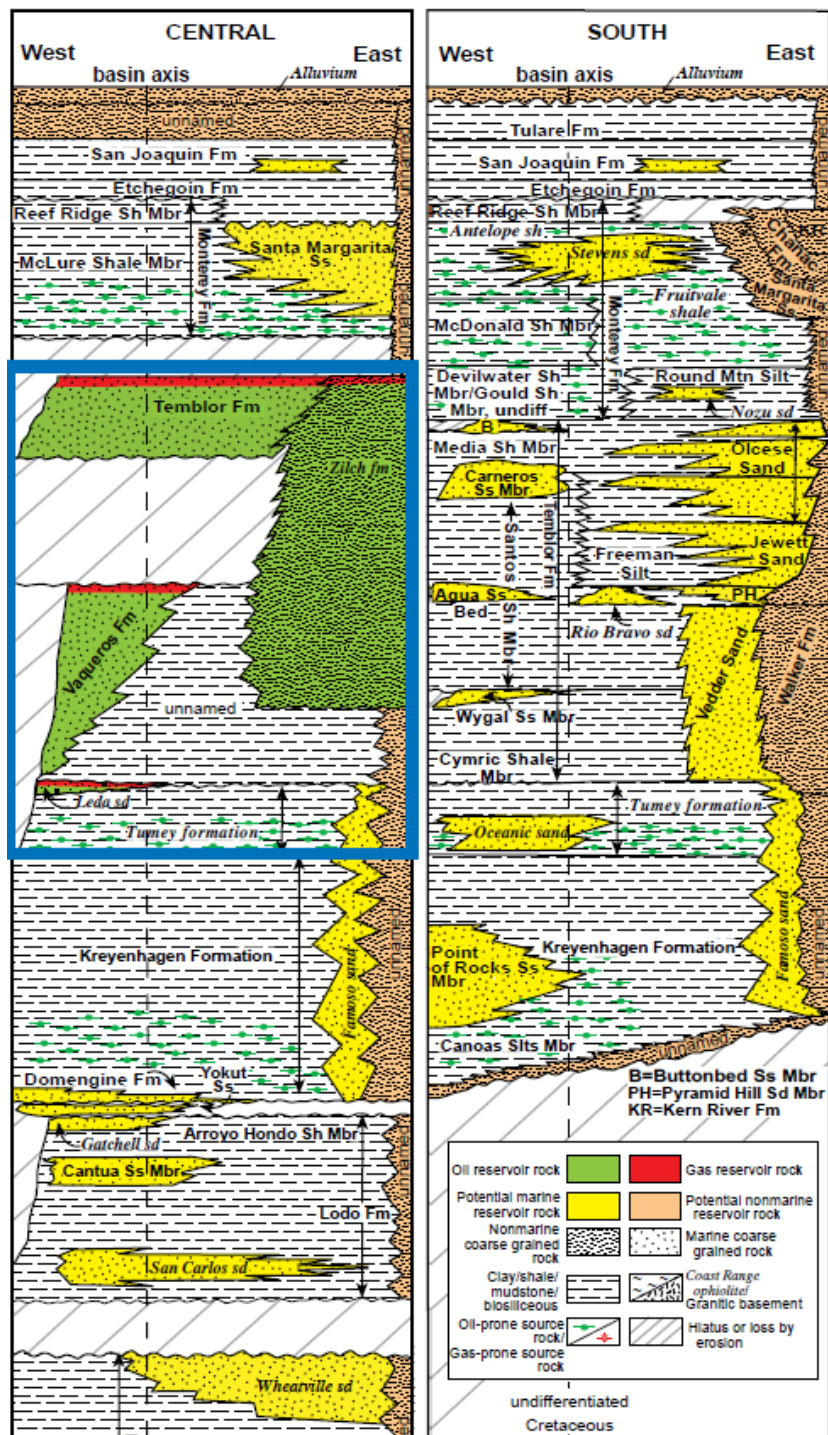 CENTRAL
West
East
basin axis
Alluvium
unnamed
San Joaquin Fm
unnamed
Etchegoin Fm
Reef Ridge Sh Mbr
Monterey Fm
Santa Margarita
Ss
McLure Shale Mbr
unnamed
Temblor Fm
Zilch fm
Vaqueros Fm
unnamed
Leda sd
Tumey formation
Kreyenhagen Formation
Famoso sand
unnamed
Domengine Fm
Yokut
Ss
Gatchell sd
Arroyo Hondo Sh Mbr
Cantua Ss Mbr
unnamed
Lodo Fm
San Carlos sd
Wheatville sd
SOUTH
West
East
basin axis
Alluvium
Tulare Fm
unnamed
San Joaquin Fm
Etchegoin Fm
Reef Ridge Sh Mbr
KR
Antelope sh
Chanac
Fm
Stevens sd
Santa
Margarita
Ss
Fruitvale
shale
Monterey Fm
McDonald Sh Mbr
unnamed
Devilwater Sh
Mbr/Gould Sh
Mbr, undiff
Round Mtn Silt
Nozu sd
B
Media Sh Mbr
Olcese
Sand
Carneros
Ss Mbr
Santos Sh Mbr
Temblor Fm
Jewett
Sand
Freeman
Silt
Agua Ss
Bed
PH
Rio Bravo sd
Vedder Sand
Walker Fm
Wygal Ss Mbr
Cymric Shale
Mbr
Tumey formation
Oceanic sand
Kreyenhagen Formation
Famoso sand
unnamed
Point
of Rocks Ss
Mbr
Canoas Slts Mbr
unnamed
B=Buttonbed Ss Mbr
PH=Pyramid Hill Sd Mbr
KR=Kern River Fm
Oil reservoir rock
Gas reservoir rock
Potential marine
reservoir rock
Potential nonmarine
reservoir rock
Nonmarine
coarse grained
rock
Marine coarse
grained rock
Clay/shale/
mudstone/
biosiliceous
Coast Range
ophiolite/
Granitic basement
Oil-prone source
rock/
Gas-prone source
rock
Hiatus or loss by
erosion
undifferentiated
Cretaceous